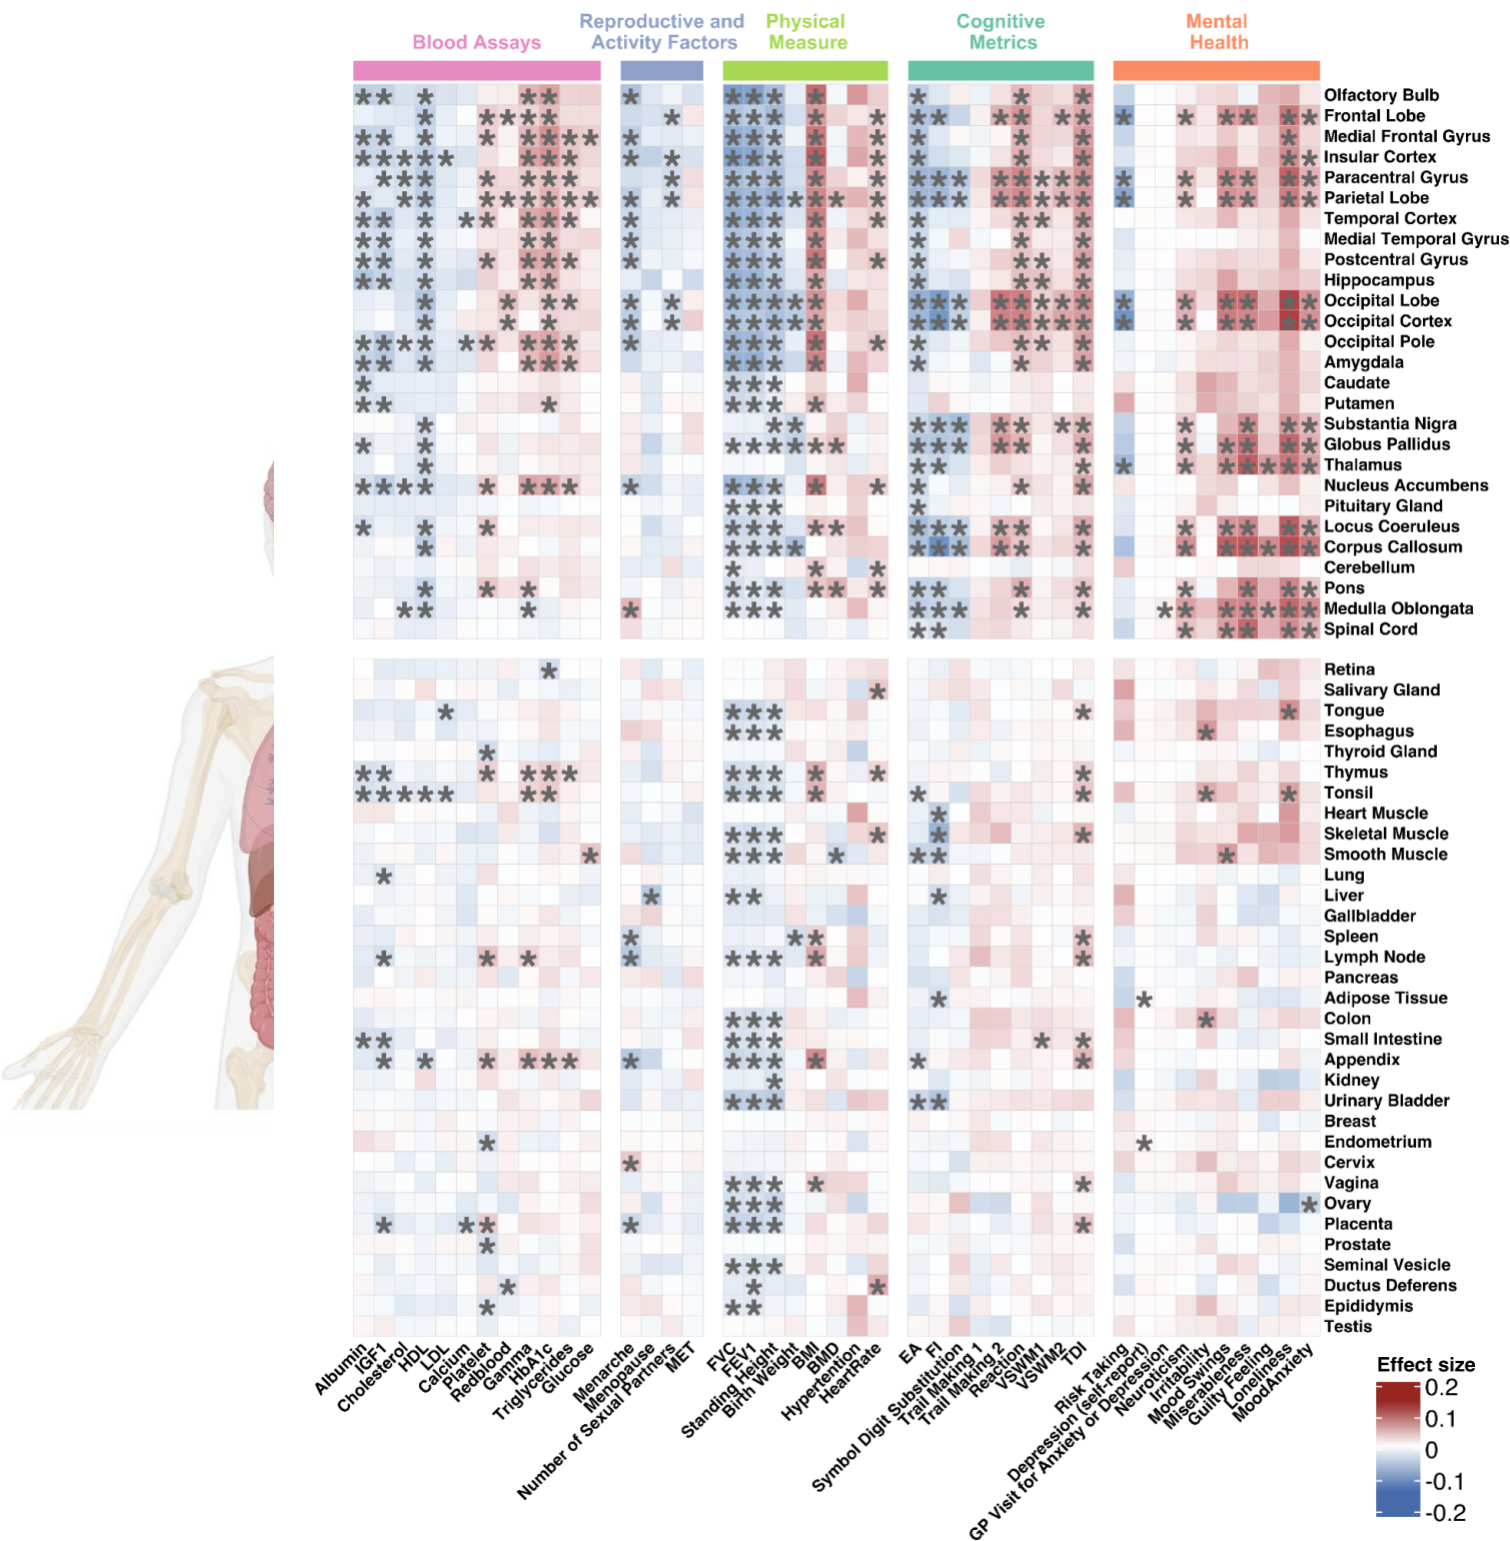 Blood Assays
Reproductive and
Activity Factors
Physical
Measure
Cognitive
Metrics
Mental
Health
Olfactory Bulb
Frontal Lobe
Medial Frontal Gyrus
Insular Cortex
Paracentral Gyrus
Parietal Lobe
Temporal Cortex
Medial Temporal Gyrus
Postcentral Gyrus
Hippocampus
Occipital Lobe
Occipital Cortex
Occipital Pole
Amygdala
Caudate
Putamen
Substantia Nigra
Globus Pallidus
Thalamus
Nucleus Accumbens
Pituitary Gland
Locus Coeruleus
Corpus Callosum
Cerebellum
Pons
Medulla Oblongata
Spinal Cord
Retina
Salivary Gland
Tongue
Esophagus
Thyroid Gland
Thymus
Tonsil
Heart Muscle
Skeletal Muscle
Smooth Muscle
Lung
Liver
Gallbladder
Spleen
Lymph Node
Pancreas
Adipose Tissue
Colon
Small Intestine
Appendix
Kidney
Urinary Bladder
Breast
Endometrium
Cervix
Vagina
Ovary
Placenta
Prostate
Seminal Vesicle
Ductus Deferens
Epididymis
Testis
Albumin
IGF1
Cholesterol
HDL
LDL
Calcium
Platelet
Redblood
Gamma
HbA1c
Triglycerides
Glucose
Menarche
Menopause
Number of Sexual Partners
MET
FVC
FEV1
Standing Height
Birth Weight
BMI
BMD
Hypertention
HeartRate
EA
FI
Symbol Digit Substitution
Trail Making 1
Trail Making 2
Reaction
VSWM1
VSWM2
TDI
Risk Taking
Depression (self-report)
GP Visit for Anxiety or Depression
Neuroticism
Irritability
Mood Swings
Miserableness
Guilty Feeling
Loneliness
MoodAnxiety
Effect size
0.2
0.1
0
-0.1
-0.2